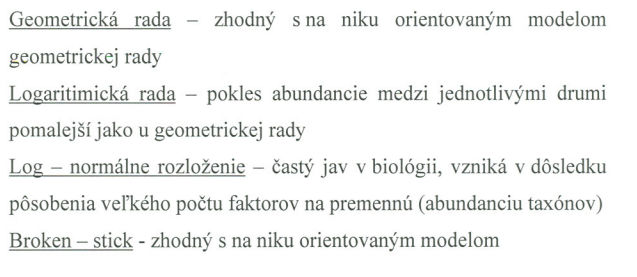 Geometrická rada – zhodný s na niku orientovaným modelom
geometrickej rady
Logaritimická rada – pokles abundancie medzi jednotlivými drumi
pomalejší jako u geometrickej rady
Log – normálne rozloženie – častý jav v biológii, vzniká v dôsledku
pôsobenia veľkého počtu faktorov na premennú (abundanciu taxónov)
Broken – stick - zhodný s na niku orientovaným modelom